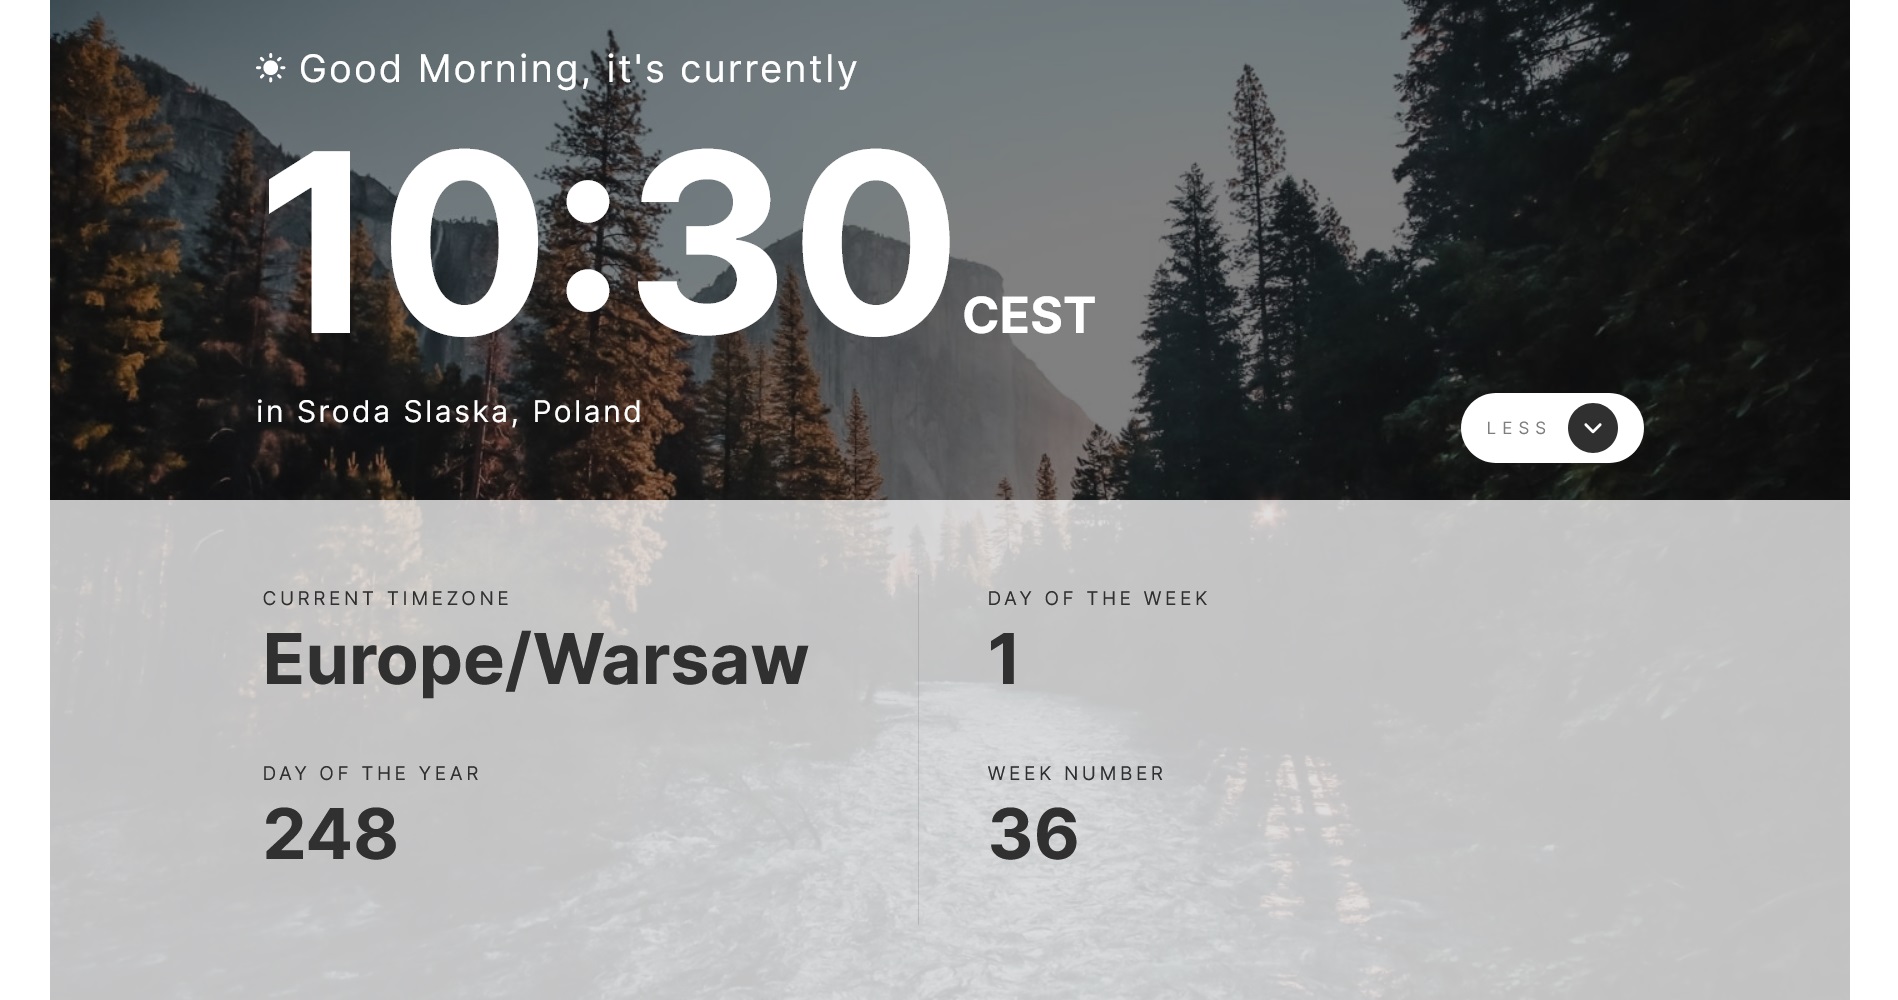 Good Morning, it's currently
10:30 CEST
in Sroda Slaska, Poland
LESS
CURRENT TIMEZONE
Europe/Warsaw
DAY OF THE YEAR
248
DAY OF THE WEEK
1
WEEK NUMBER
36